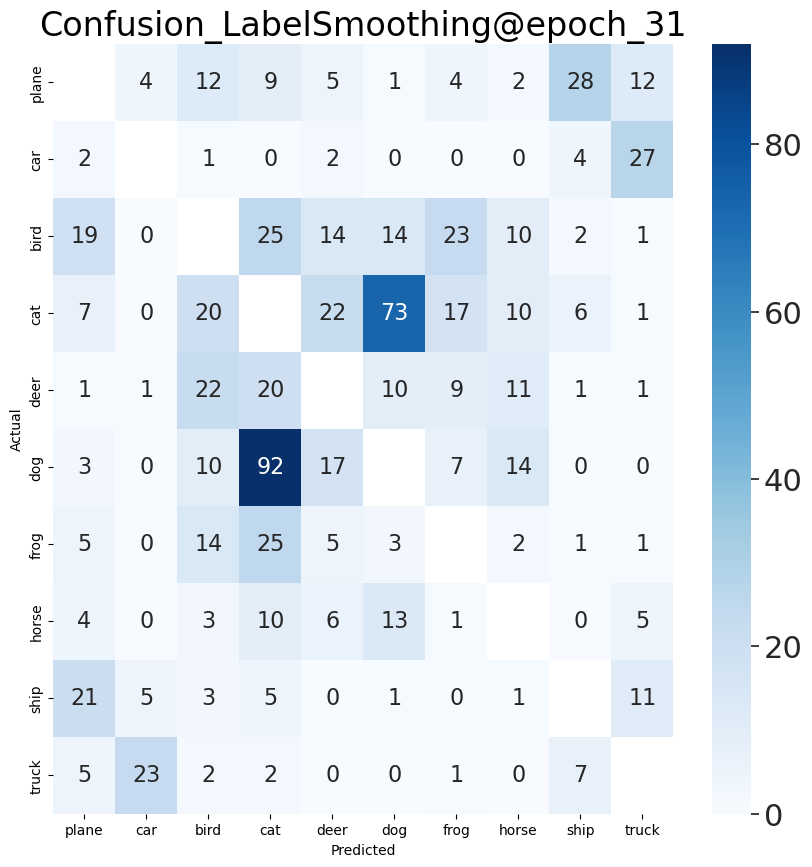 Confusion_LabelSmoothing@epoch_31
plane 4 12 9 5 1 4 2 28 12
car 2 1 0 2 0 0 0 4 27
bird 19 0 25 14 14 23 10 2 1
cat 7 0 20 22 73 17 10 6 1
deer 1 1 22 20 10 9 11 1 1
dog 3 0 10 92 17 7 14 0 0
frog 5 0 14 25 5 3 2 1 1
horse 4 0 3 10 6 13 1 0 5
ship 21 5 3 5 0 1 0 1 11
truck 5 23 2 2 0 0 1 7
Actual
plane car bird cat deer dog frog horse ship truck
Predicted
80
60
40
20
0